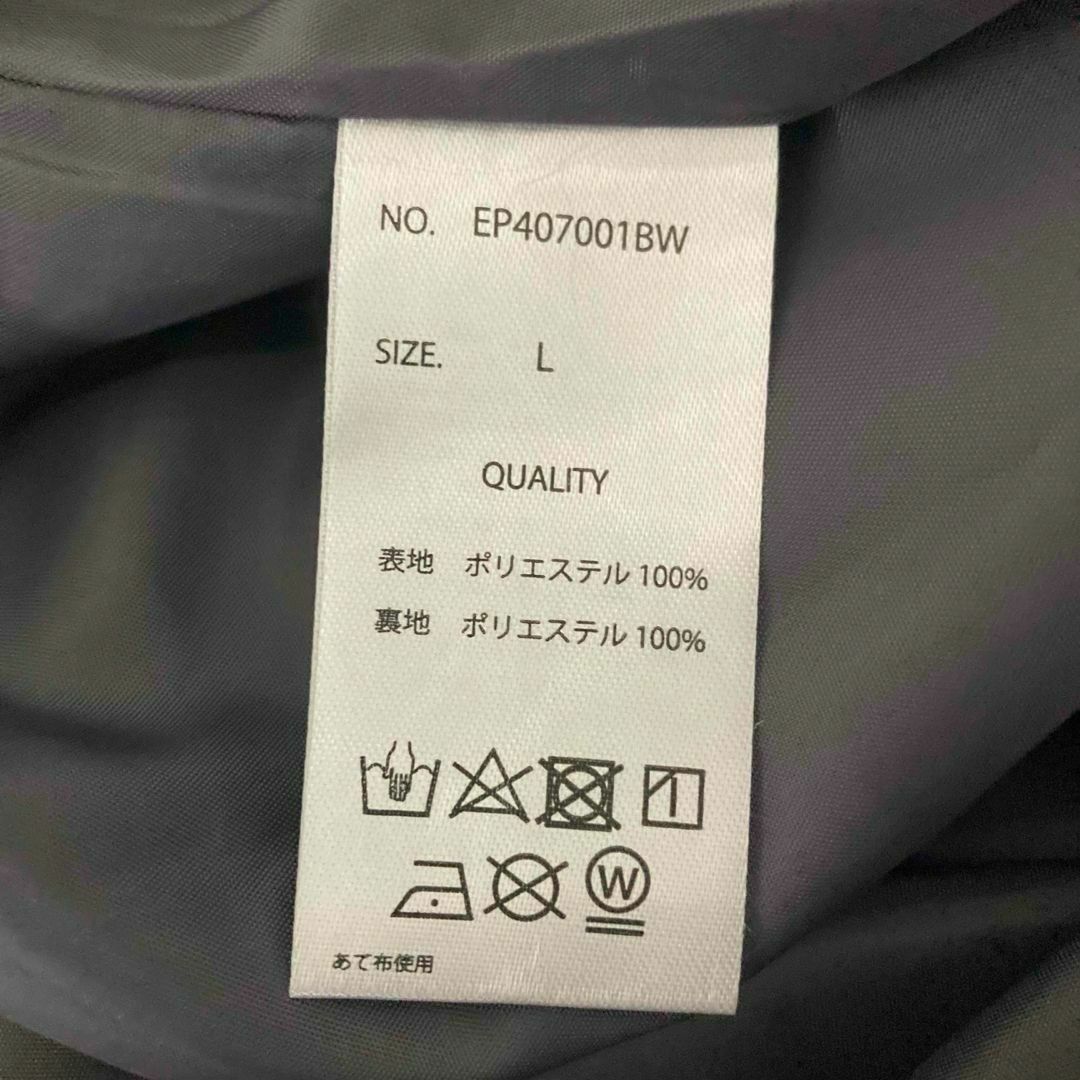 NO. EP407001BW
SIZE. L
QUALITY
表地 ポリエステル 100%
裏地 ポリエステル 100%
W
あて布使用